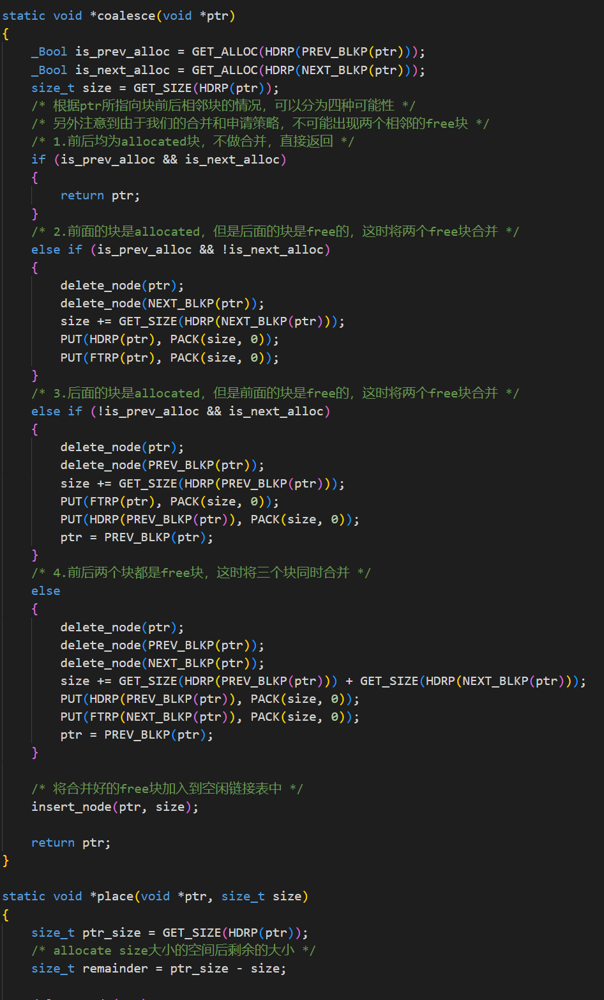 static void *coalesce(void *ptr)
{
    _Bool is_prev_alloc = GET_ALLOC(HDRP(PREV_BLKP(ptr)));
    _Bool is_next_alloc = GET_ALLOC(HDRP(NEXT_BLKP(ptr)));
    size_t size = GET_SIZE(HDRP(ptr));
    /* 根据ptr所指向块前后相邻块的情况，可以分为四种可能性 */
    /* 另外注意到由于我们的合并和申请策略，不可能出现两个相邻的free块 */
    /* 1.前后均为allocated块，不做合并，直接返回 */
    if (is_prev_alloc && is_next_alloc)
    {
        return ptr;
    }
    /* 2.前面的块是allocated，但是后面的块是free的，这时将两个free块合并 */
    else if (is_prev_alloc && !is_next_alloc)
    {
        delete_node(ptr);
        delete_node(NEXT_BLKP(ptr));
        size += GET_SIZE(HDRP(NEXT_BLKP(ptr)));
        PUT(HDRP(ptr), PACK(size, 0));
        PUT(FTRP(ptr), PACK(size, 0));
    }
    /* 3.后面的块是allocated，但是前面的块是free的，这时将两个free块合并 */
    else if (!is_prev_alloc && is_next_alloc)
    {
        delete_node(ptr);
        delete_node(PREV_BLKP(ptr));
        size += GET_SIZE(HDRP(PREV_BLKP(ptr)));
        PUT(FTRP(ptr), PACK(size, 0));
        PUT(HDRP(PREV_BLKP(ptr)), PACK(size, 0));
        ptr = PREV_BLKP(ptr);
    }
    /* 4.前后两个块都是free块，这时将三个块同时合并 */
    else
    {
        delete_node(ptr);
        delete_node(PREV_BLKP(ptr));
        delete_node(NEXT_BLKP(ptr));
        size += GET_SIZE(HDRP(PREV_BLKP(ptr))) + GET_SIZE(HDRP(NEXT_BLKP(ptr)));
        PUT(HDRP(PREV_BLKP(ptr)), PACK(size, 0));
        PUT(FTRP(NEXT_BLKP(ptr)), PACK(size, 0));
        ptr = PREV_BLKP(ptr);
    }

    /* 将合并好的free块加入到空闲链接表中 */
    insert_node(ptr, size);

    return ptr;
}

static void *place(void *ptr, size_t size)
{
    size_t ptr_size = GET_SIZE(HDRP(ptr));
    /* allocate size大小的空间后剩余的大小 */
    size_t remainder = ptr_size - size;